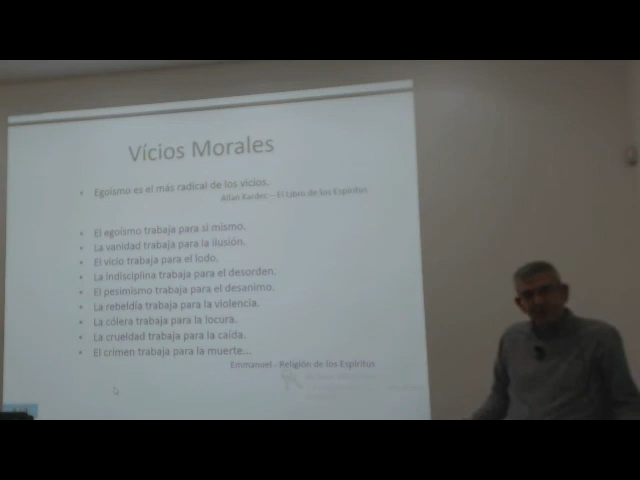 Vícios Morales
• Egoísmo es el más radical de los vicios.
Allan Kardec – El Libro de los Espíritus
• El egoísmo trabaja para si mismo.
• La vanidad trabaja para la ilusión.
• El vicio trabaja para el lodo.
• La indisciplina trabaja para el desorden.
• El pesimismo trabaja para el desanimo.
• La rebeldía trabaja para la violencia.
• La cólera trabaja para la locura.
• La crueldad trabaja para la caída.
• El crimen trabaja para la muerte...
Emmanuel - Religión de los Espíritus